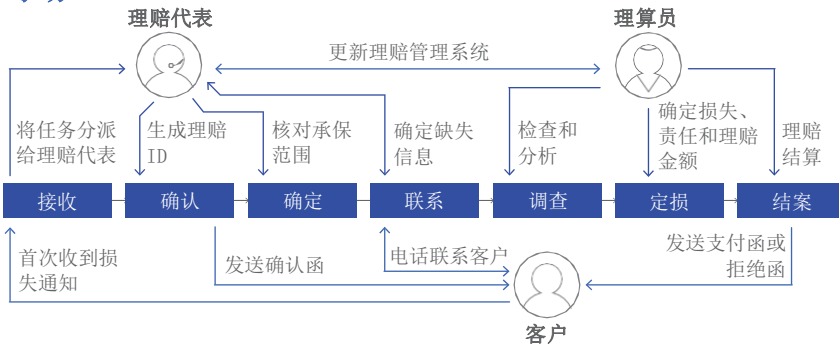 理赔代表
理算员
更新理赔管理系统
将任务分派
给理赔代表
生成理赔
ID
核对承保
范围
确定缺失
信息
检查和
分析
确定损失、
责任和理赔
金额
理赔
结算
接收
确认
确定
联系
调查
定损
结案
首次收到损
失通知
发送确认函
电话联系客户
发送支付函或
拒绝函
客户